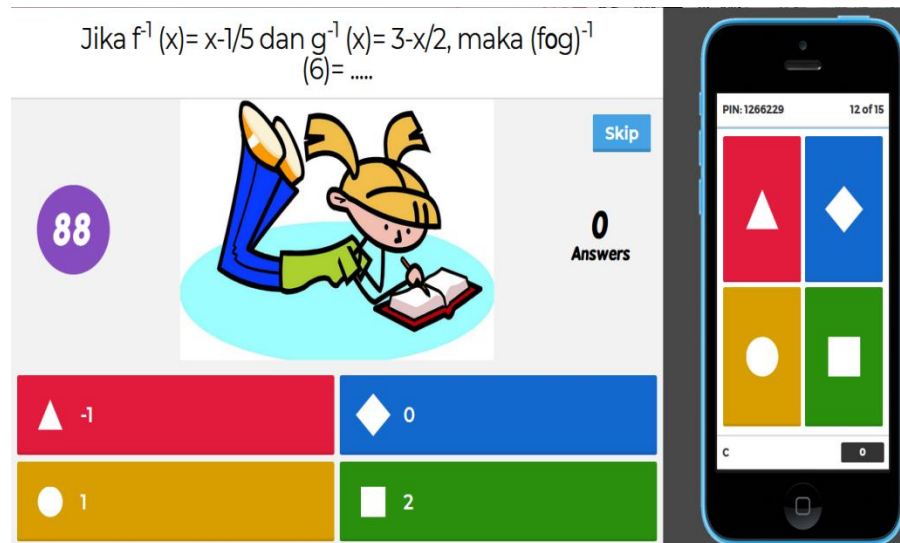 Jika f⁻¹ (x)= x-1/5 dan g⁻¹ (x)= 3-x/2, maka (fog)⁻¹
(6)= .....
Skip
88
0
Answers
-1
0
1
2
PIN: 1266229 12 of 15
C 0